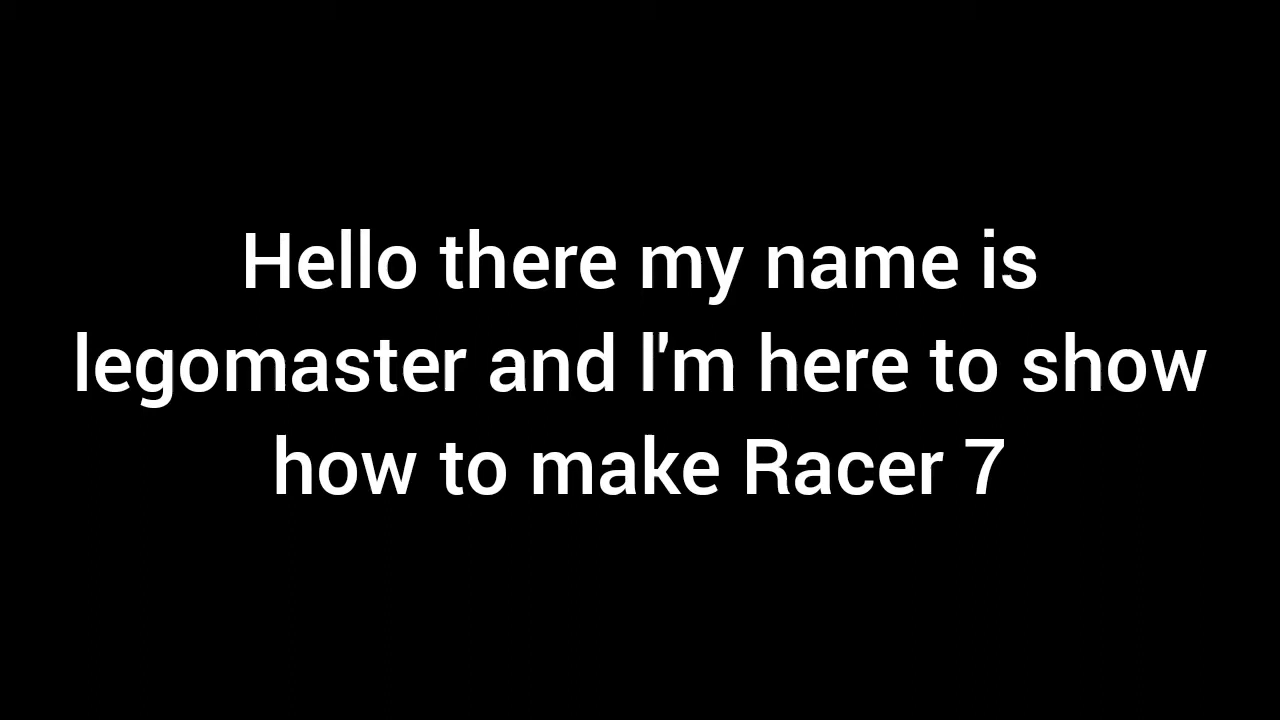 Hello there my name is
legomaster and I'm here to show
how to make Racer 7